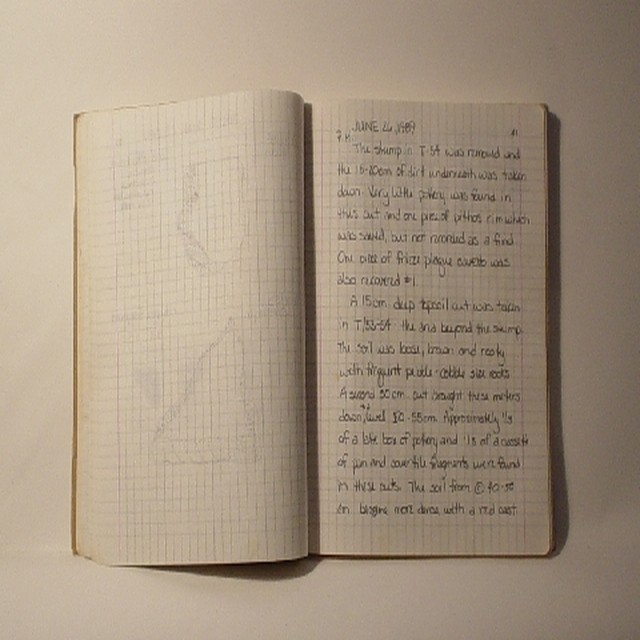 JUNE 26, 1989
The stump in T-54 was removed and
the 15-20cm of dirt underneath was taken
down. Very little pottery was found in
this cut and one piece of pithos rim which
was saved, but not recorded as a find
One piece of frieze plaque was
also recovered #1.
A 15cm deep topsoil cut was taken
in T/53-54 the area beyond the stump
The soil was loose, brown and rooty
with frequent pebble-cobble size rocks
A second 30cm cut brought these meters
down level 50-55cm. Approximately 1/3
of a box of pottery and 1/3 of a
of pan and cover tile fragments were found
in these cuts. The soil from 40-50
cm became more dense with a red cast.